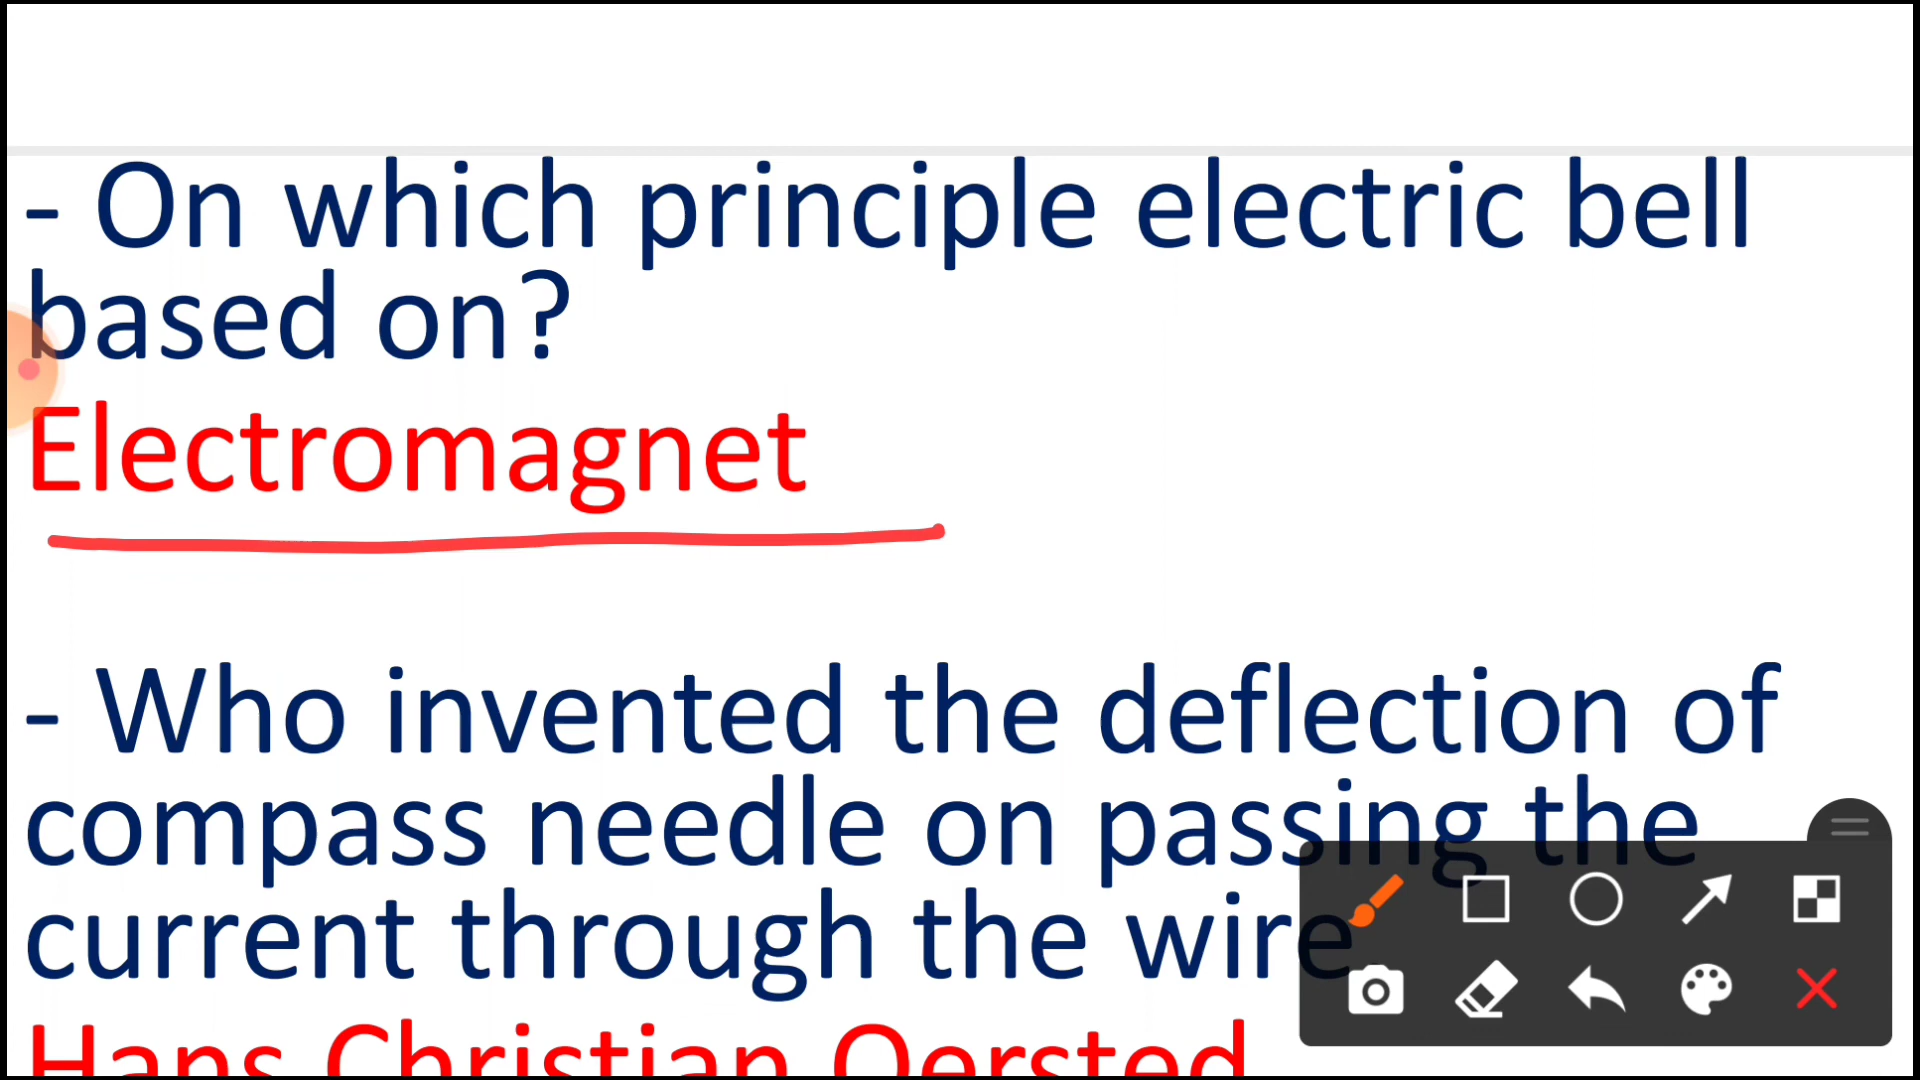 - On which principle electric bell
based on?
Electromagnet
- Who invented the deflection of
compass needle on passing the
current through the wire
Hans Christian Oersted